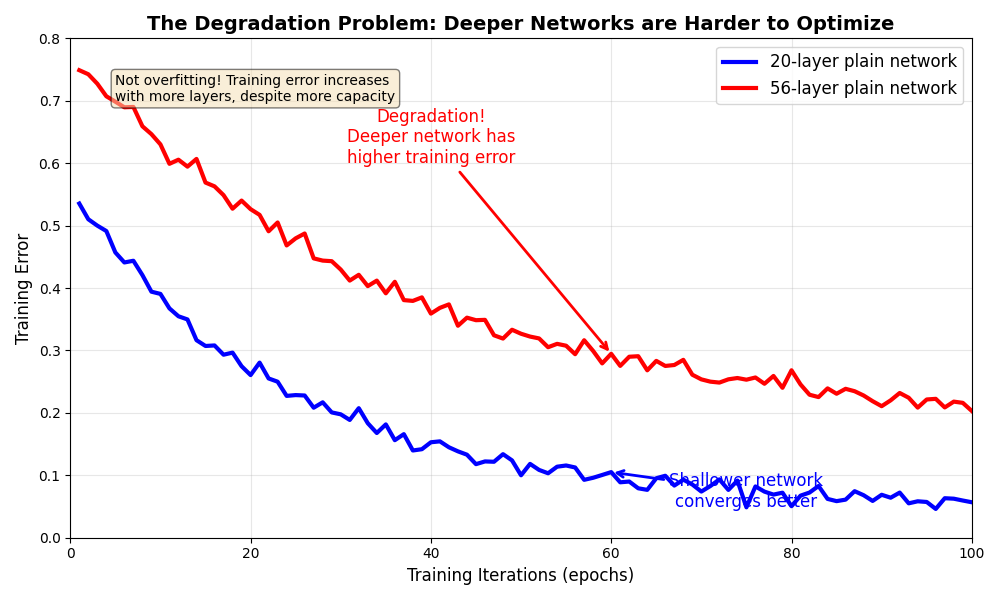 The Degradation Problem: Deeper Networks are Harder to Optimize
Training Error
0.8
0.7
0.6
0.5
0.4
0.3
0.2
0.1
0.0
Not overfitting! Training error increases
with more layers, despite more capacity
Degradation!
Deeper network has
higher training error
20-layer plain network
56-layer plain network
Shallower network
converges better
0
20
40
60
80
100
Training Iterations (epochs)